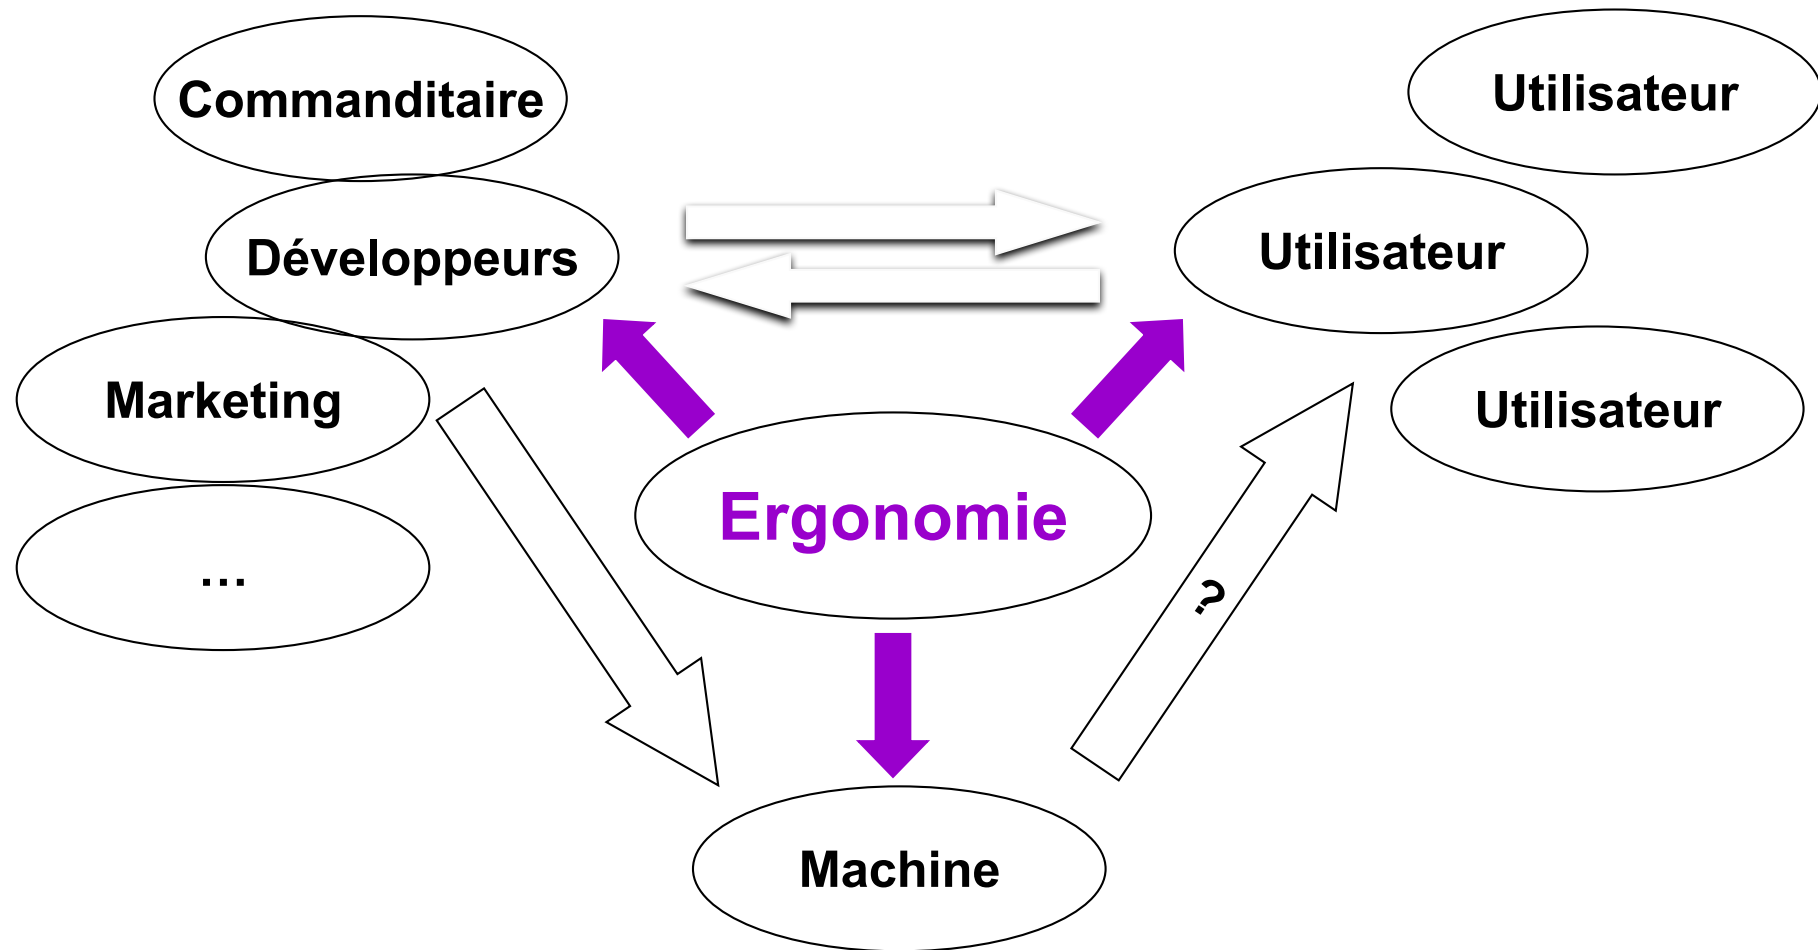 Commanditaire
Développeurs
Marketing
…
Utilisateur
Utilisateur
Utilisateur
Ergonomie
?
Machine